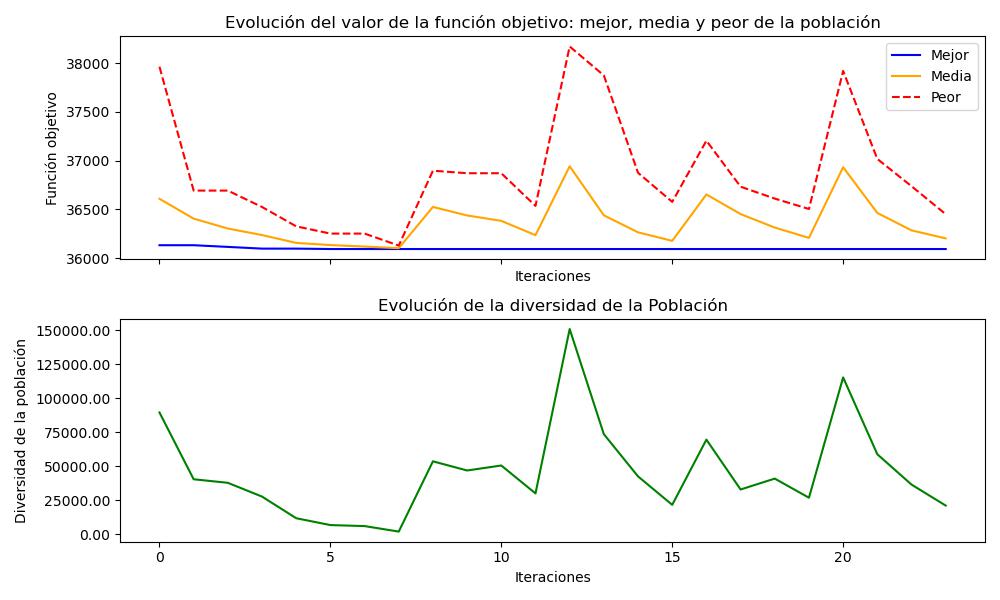 Evolución del valor de la función objetivo: mejor, media y peor de la población
Función objetivo
38000
37500
37000
36500
36000
Mejor
Media
Peor
Iteraciones
Evolución de la diversidad de la Población
Diversidad de la población
150000.00
125000.00
100000.00
75000.00
50000.00
25000.00
0.00
0 5 10 15 20
Iteraciones